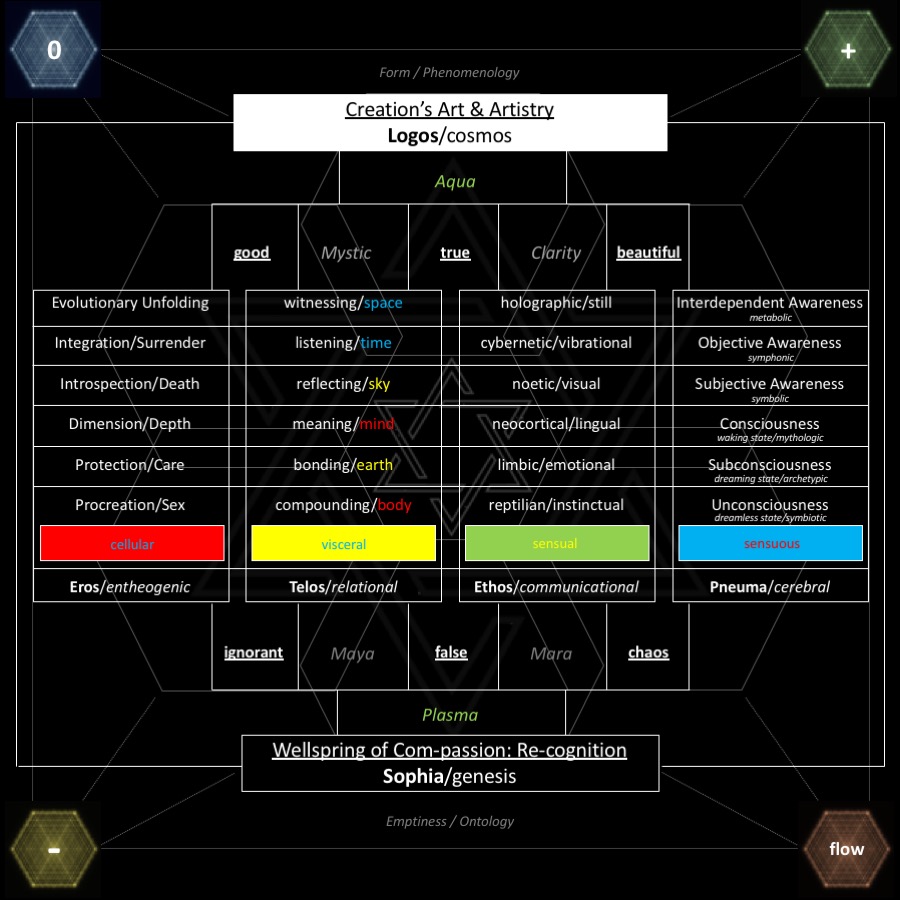 0
+
Form / Phenomenology
Creation's Art & Artistry
Logos/cosmos
Aqua
good
Mystic
true
Clarity
beautiful
Evolutionary Unfolding
witnessing/space
holographic/still
Interdependent Awareness
metabolic
Integration/Surrender
listening/time
cybernetic/vibrational
Objective Awareness
symphonic
Introspection/Death
reflecting/sky
noetic/visual
Subjective Awareness
symbolic
Dimension/Depth
meaning/mind
neocortical/lingual
Consciousness
waking state/mythologic
Protection/Care
bonding/earth
limbic/emotional
Subconsciousness
dreaming state/archetypic
Procreation/Sex
compounding/body
reptilian/instinctual
Unconsciousness
dreamless state/symbiotic
cellular
visceral
sensual
sensuous
Eros/entheogenic
Telos/relational
Ethos/communicational
Pneuma/cerebral
ignorant
Maya
false
Mara
chaos
Plasma
Wellspring of Com-passion: Re-cognition
Sophia/genesis
Emptiness / Ontology
-
flow